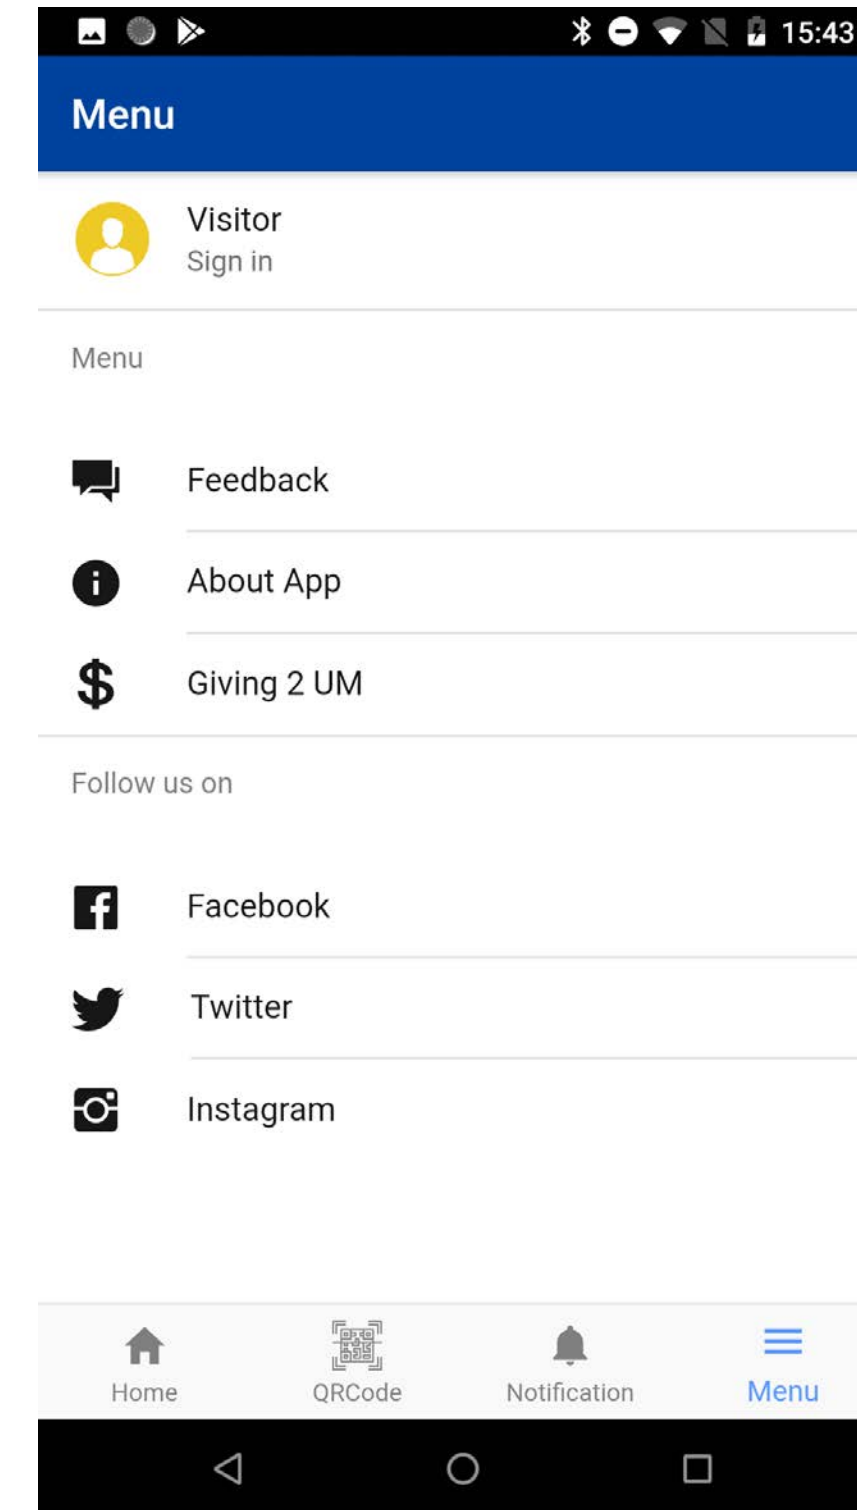 15:43
Menu
Visitor
Sign in
Menu
Feedback
About App
Giving 2 UM
Follow us on
Facebook
Twitter
Instagram
Home QRCode Notification Menu